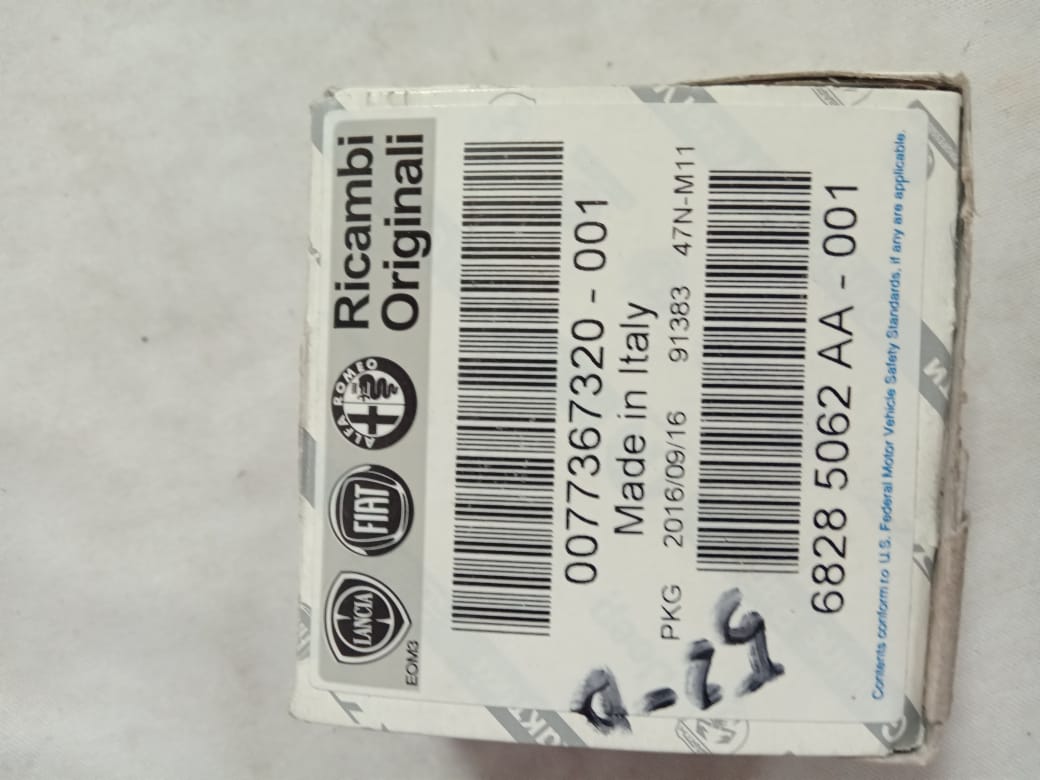 LANCIA
FIAT
ALFA ROMEO
Ricambi
Originali
EOM3
0077367320 - 001
Made in Italy
PKG 2016/09/16 91383 47N-M11
6828 5062 AA - 001
Contents conform to U.S. Federal Motor Vehicle Safety Standards, if any are applicable.